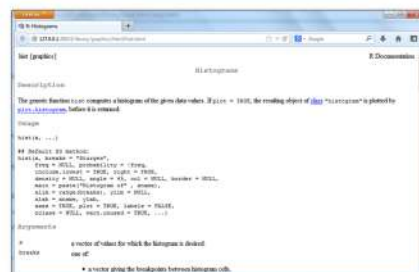 R: Histograms
hist {graphics}
R Documentation
Histograms
Description
The generic function hist computes a histogram of the given data values. If plot = TRUE, the resulting object of class "histogram" is plotted by
plot.histogram, before it is returned.
Usage
hist(x, ...)
## Default S3 method:
hist(x, breaks = "Sturges",
freq = NULL, probability = !freq,
include.lowest = TRUE, right = TRUE,
density = NULL, angle = 45, col = NULL, border = NULL,
main = paste("Histogram of" , xname),
xlim = range(breaks), ylim = NULL,
xlab = xname, ylab,
axes = TRUE, plot = TRUE, labels = FALSE,
nclass = NULL, warn.unused = TRUE, ...)
Arguments
x
a vector of values for which the histogram is desired.
breaks
one of:
• a vector giving the breakpoints between histogram cells,